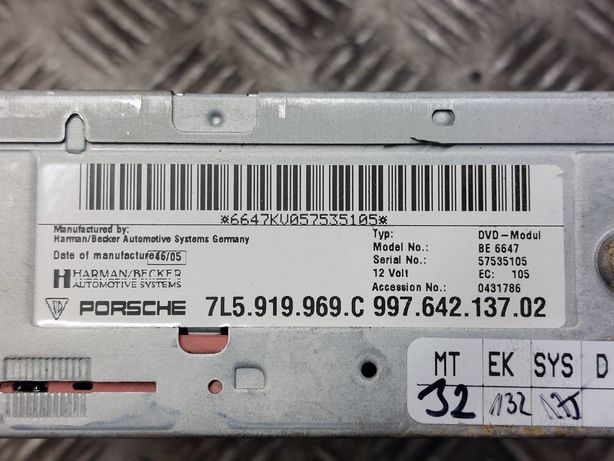 *6647KV057535105*
Manufactured by:
Harman/Becker Automotive Systems Germany
Date of manufacture 46/05
HARMAN/BECKER
AUTOMOTIVE SYSTEMS
Typ: DVD-Modul
Model No.: BE 6647
Serial No.: 57535105
12 Volt EC: 105
Accession No.: 0431786
PORSCHE 7L5.919.969.C 997.642.137.02
MT EK SYS D
32 132